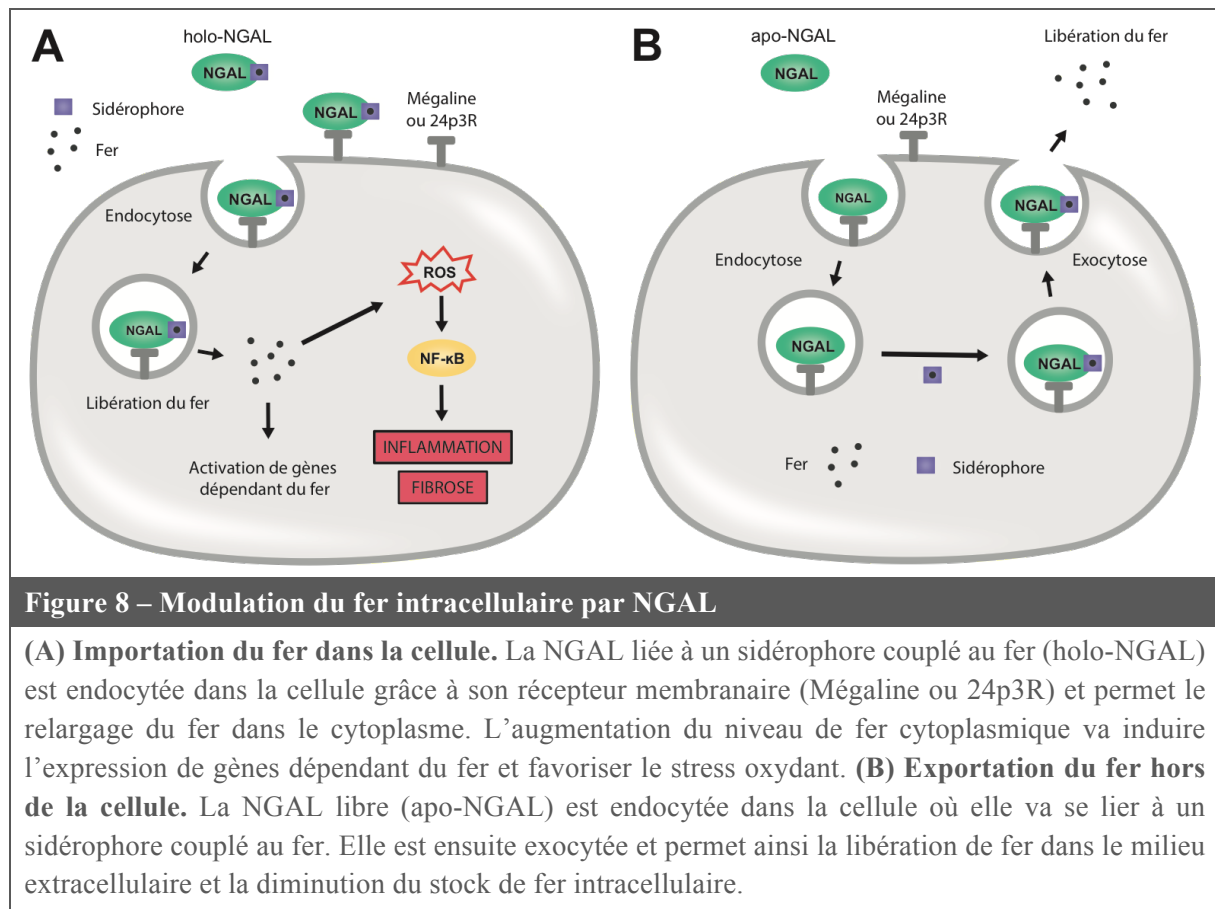 A
holo-NGAL
NGAL
Sidérophore
Fer
NGAL
Mégaline
ou 24p3R
NGAL
Endocytose
NGAL
Libération du fer
ROS
NF-κB
INFLAMMATION
FIBROSE
Activation de gènes
dépendant du fer
B
apo-NGAL
NGAL
Libération du fer
Mégaline
ou 24p3R
NGAL
NGAL
Endocytose
Exocytose
NGAL
NGAL
Fer
Sidérophore
Figure 8 – Modulation du fer intracellulaire par NGAL
(A) Importation du fer dans la cellule. La NGAL liée à un sidérophore couplé au fer (holo-NGAL)
est endocytée dans la cellule grâce à son récepteur membranaire (Mégaline ou 24p3R) et permet le
relargage du fer dans le cytoplasme. L’augmentation du niveau de fer cytoplasmique va induire
l’expression de gènes dépendant du fer et favoriser le stress oxydant. (B) Exportation du fer hors
de la cellule. La NGAL libre (apo-NGAL) est endocytée dans la cellule où elle va se lier à un
sidérophore couplé au fer. Elle est ensuite exocytée et permet ainsi la libération de fer dans le milieu
extracellulaire et la diminution du stock de fer intracellulaire.